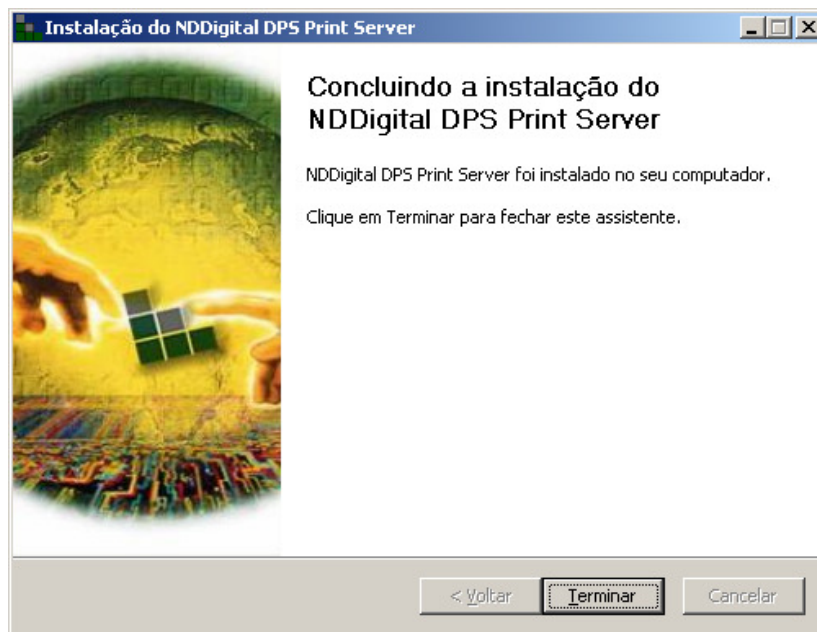 Instalação do NDDigital DPS Print Server
Concluindo a instalação do
NDDigital DPS Print Server
NDDigital DPS Print Server foi instalado no seu computador.
Clique em Terminar para fechar este assistente.
< Voltar
Terminar
Cancelar